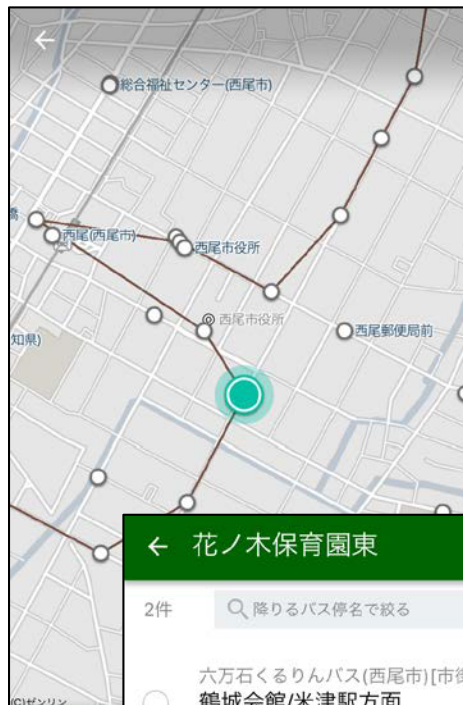 ←
総合福祉センター(西尾市)
橋
西尾(西尾市)
西尾市役所
◎ 西尾市役所
西尾郵便局前
知県)
← 花ノ木保育園東
2件
降りるバス停名で絞る
六万石くるりんバス(西尾市)[市街
鶴城会館/米津駅方面
(C)ゼンリン